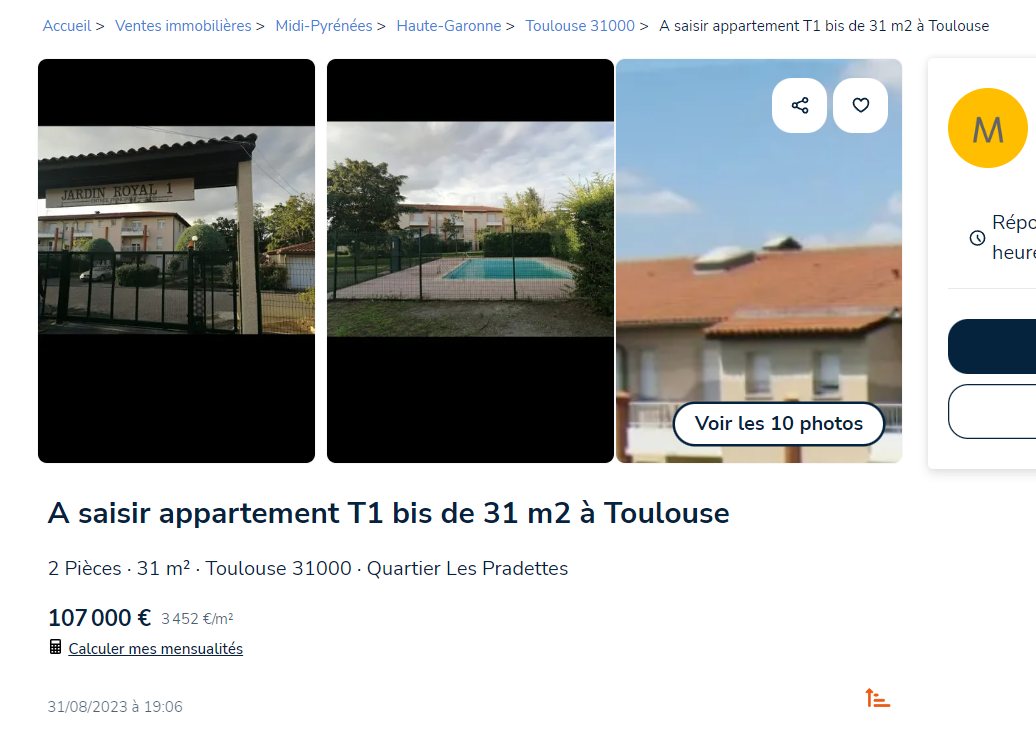 Accueil > Ventes immobilières > Midi-Pyrénées > Haute-Garonne > Toulouse 31000 > A saisir appartement T1 bis de 31 m2 à Toulouse
JARDIN ROYAL 1
M
Répo
heure
Voir les 10 photos
A saisir appartement T1 bis de 31 m2 à Toulouse
2 Pièces · 31 m² · Toulouse 31000 · Quartier Les Pradettes
107 000 € 3 452 €/m²
Calculer mes mensualités
31/08/2023 à 19:06